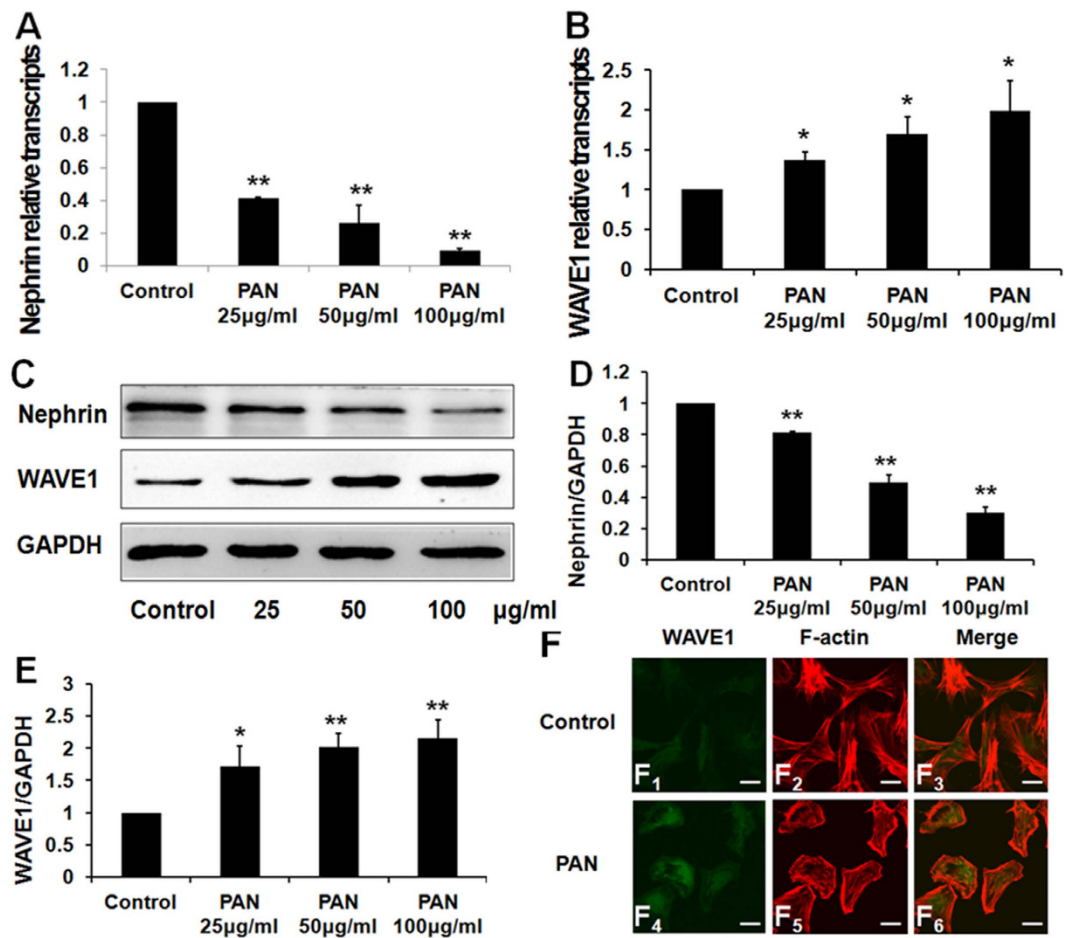 A
Nephrin relative transcripts
1.2
1
0.8
0.6
0.4
0.2
0
**
**
**
Control
PAN
25µg/ml
PAN
50µg/ml
PAN
100µg/ml
B
WAVE1 relative transcripts
2.5
2
1.5
1
0.5
0
*
*
*
Control
PAN
25µg/ml
PAN
50µg/ml
PAN
100µg/ml
C
Nephrin
WAVE1
GAPDH
Control 25 50 100 µg/ml
D
Nephrin/GAPDH
1.2
1
0.8
0.6
0.4
0.2
0
**
**
**
Control
PAN
25µg/ml
PAN
50µg/ml
PAN
100µg/ml
E
WAVE1/GAPDH
3
2.5
2
1.5
1
0.5
0
*
**
**
Control
PAN
25µg/ml
PAN
50µg/ml
PAN
100µg/ml
F
WAVE1 F-actin Merge
Control
F1 F2 F3
PAN
F4 F5 F6